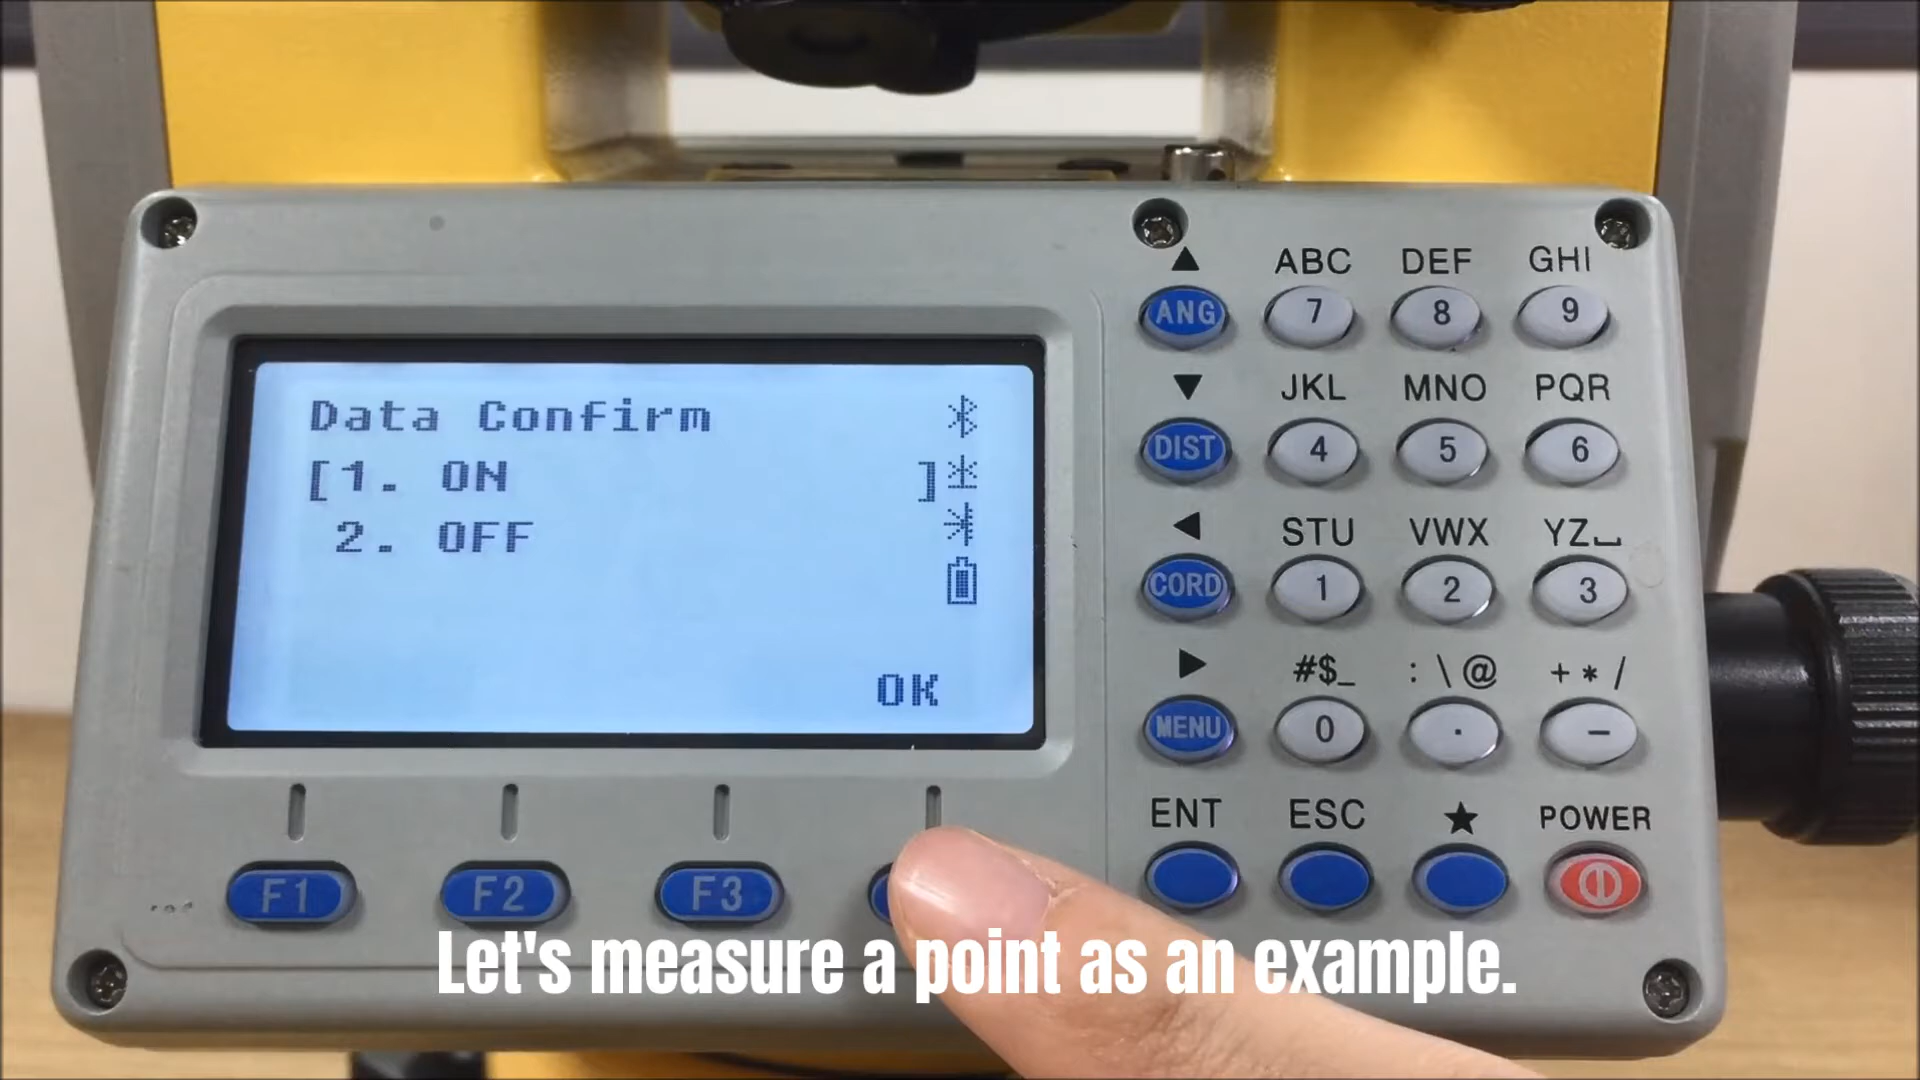 Data Confirm
[1. ON ]
2. OFF
OK
▲ ABC DEF GHI
ANG 7 8 9
▼ JKL MNO PQR
DIST 4 5 6
◀ STU VWX YZ⎵
CORD 1 2 3
▶ #$_ :\@ +*/
MENU 0 . -
ENT ESC ★ POWER
F1 F2 F3
Let's measure a point as an example.